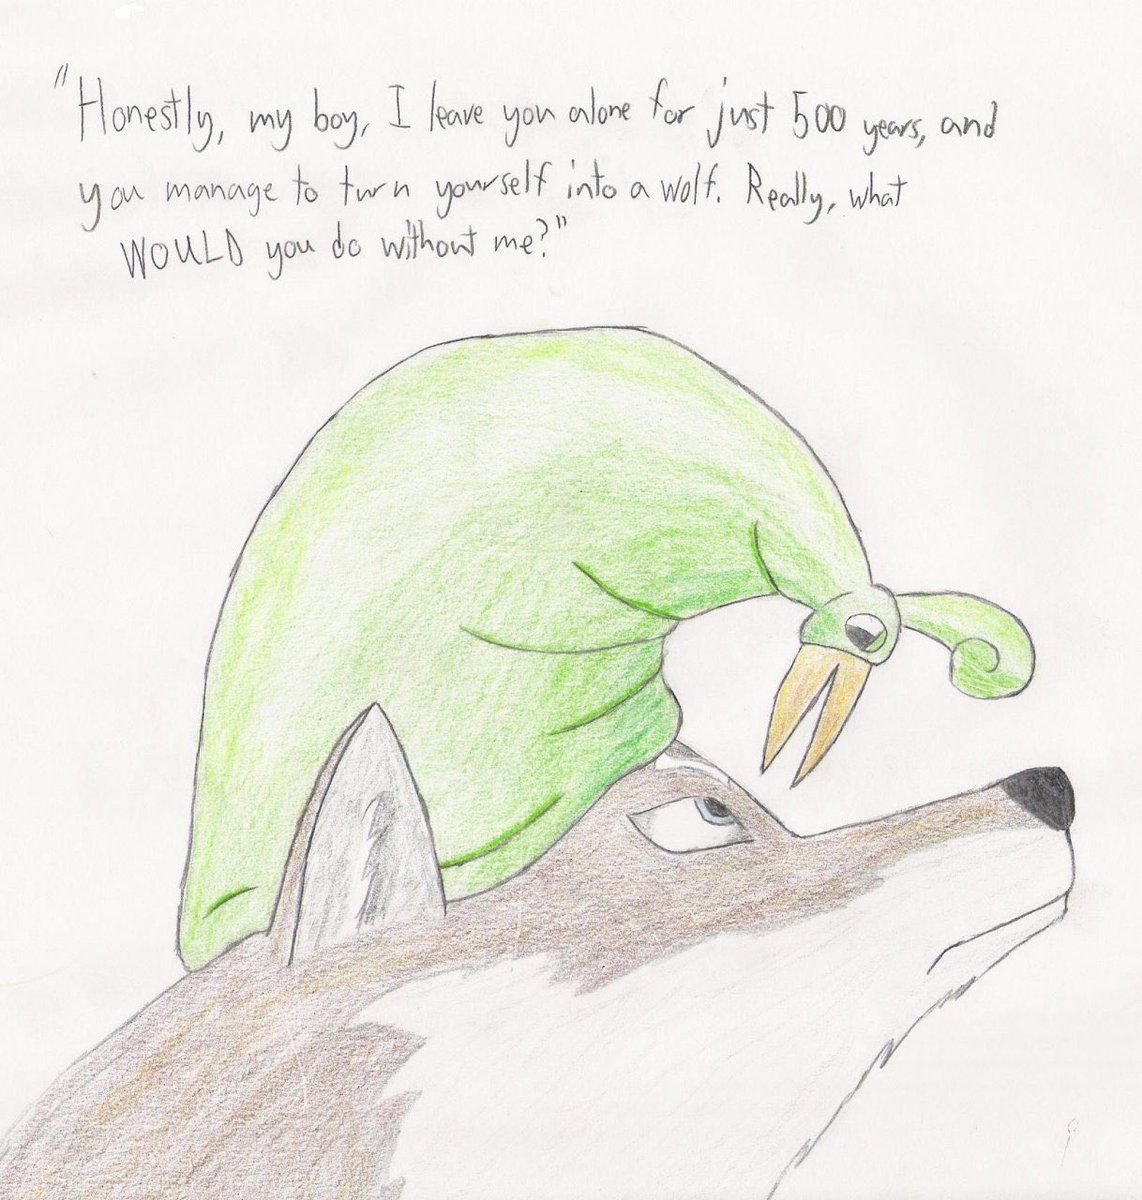 "Honestly, my boy, I leave you alone for just 500 years, and
you manage to turn yourself into a wolf. Really, what
WOULD you do without me?"